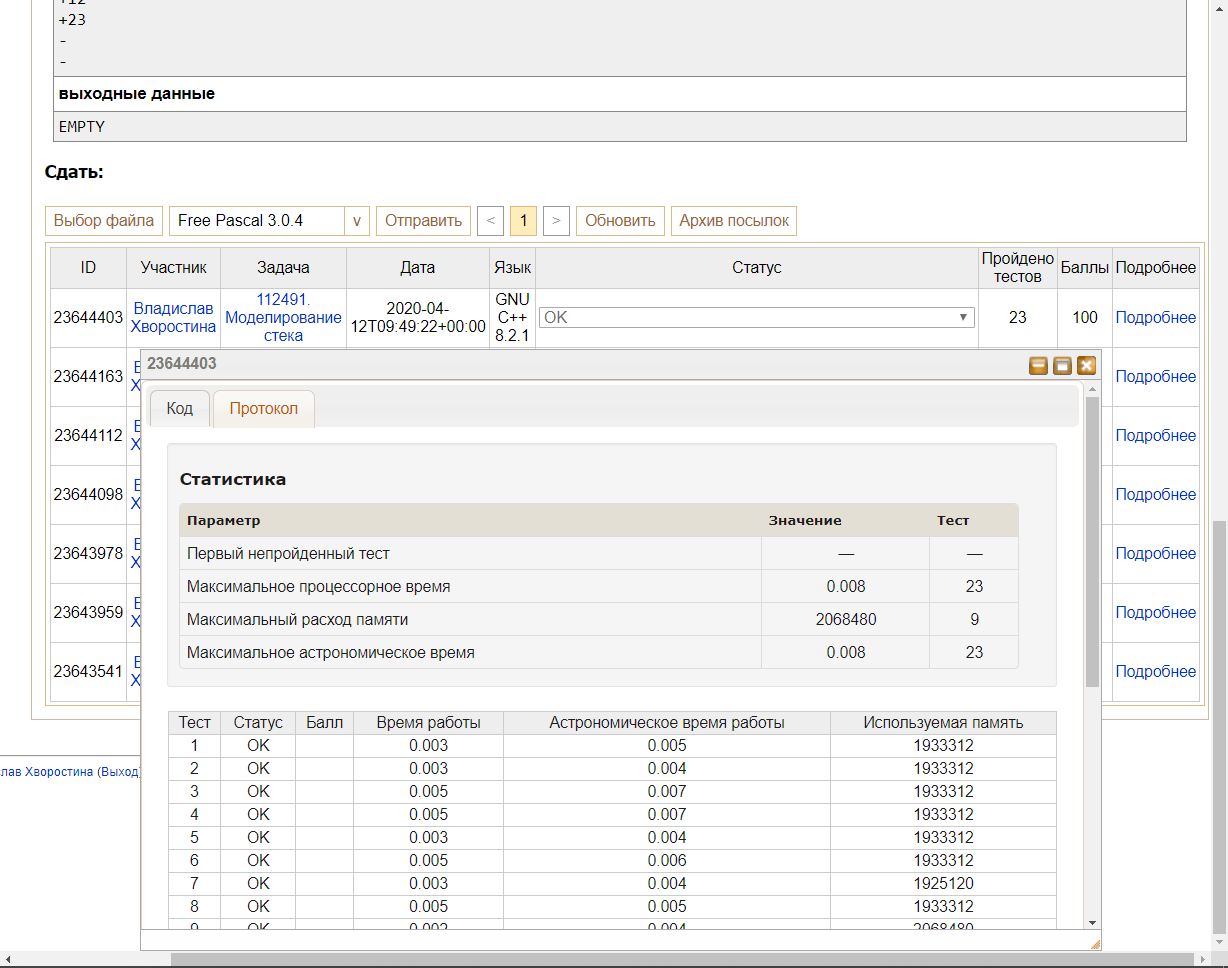 +12
+23
-
-
выходные данные
EMPTY
Сдать:
Выбор файла Free Pascal 3.0.4 v Отправить < 1 > Обновить Архив посылок
ID Участник Задача Дата Язык Статус Пройдено тестов Баллы Подробнее
23644403 Владислав Хворостина 112491. Моделирование стека 2020-04-12T09:49:22+00:00 GNU C++ 8.2.1 OK 23 100 Подробнее
23644163 Подробнее
23644112 Подробнее
23644098 Подробнее
23643978 Подробнее
23643959 Подробнее
23643541 Подробнее
23644403
Код Протокол
Статистика
Параметр Значение Тест
Первый непройденный тест — —
Максимальное процессорное время 0.008 23
Максимальный расход памяти 2068480 9
Максимальное астрономическое время 0.008 23
Тест Статус Балл Время работы Астрономическое время работы Используемая память
1 OK 0.003 0.005 1933312
2 OK 0.003 0.004 1933312
3 OK 0.005 0.007 1933312
4 OK 0.005 0.007 1933312
5 OK 0.003 0.004 1933312
6 OK 0.005 0.006 1933312
7 OK 0.003 0.004 1925120
8 OK 0.005 0.005 1933312
9 OK 0.002 0.004 2068480
лав Хворостина (Выход)